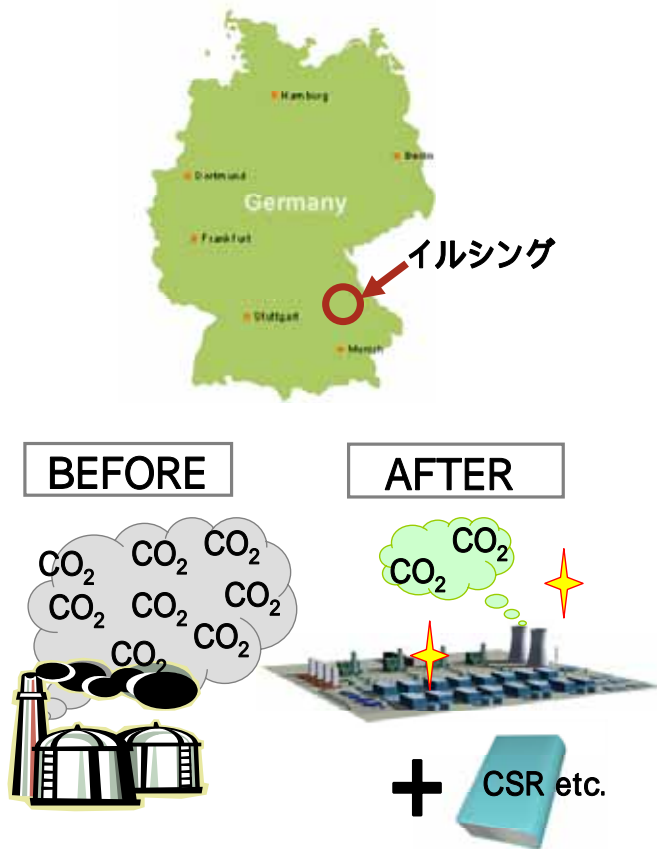 Hamburg
Berlin
Dortmund
Germany
Frankfurt
イルシング
Stuttgart
Munich
BEFORE
AFTER
CO₂
CO₂
CO₂
CO₂
CO₂
CO₂
CO₂
CO₂
CO₂
CO₂
CSR etc.